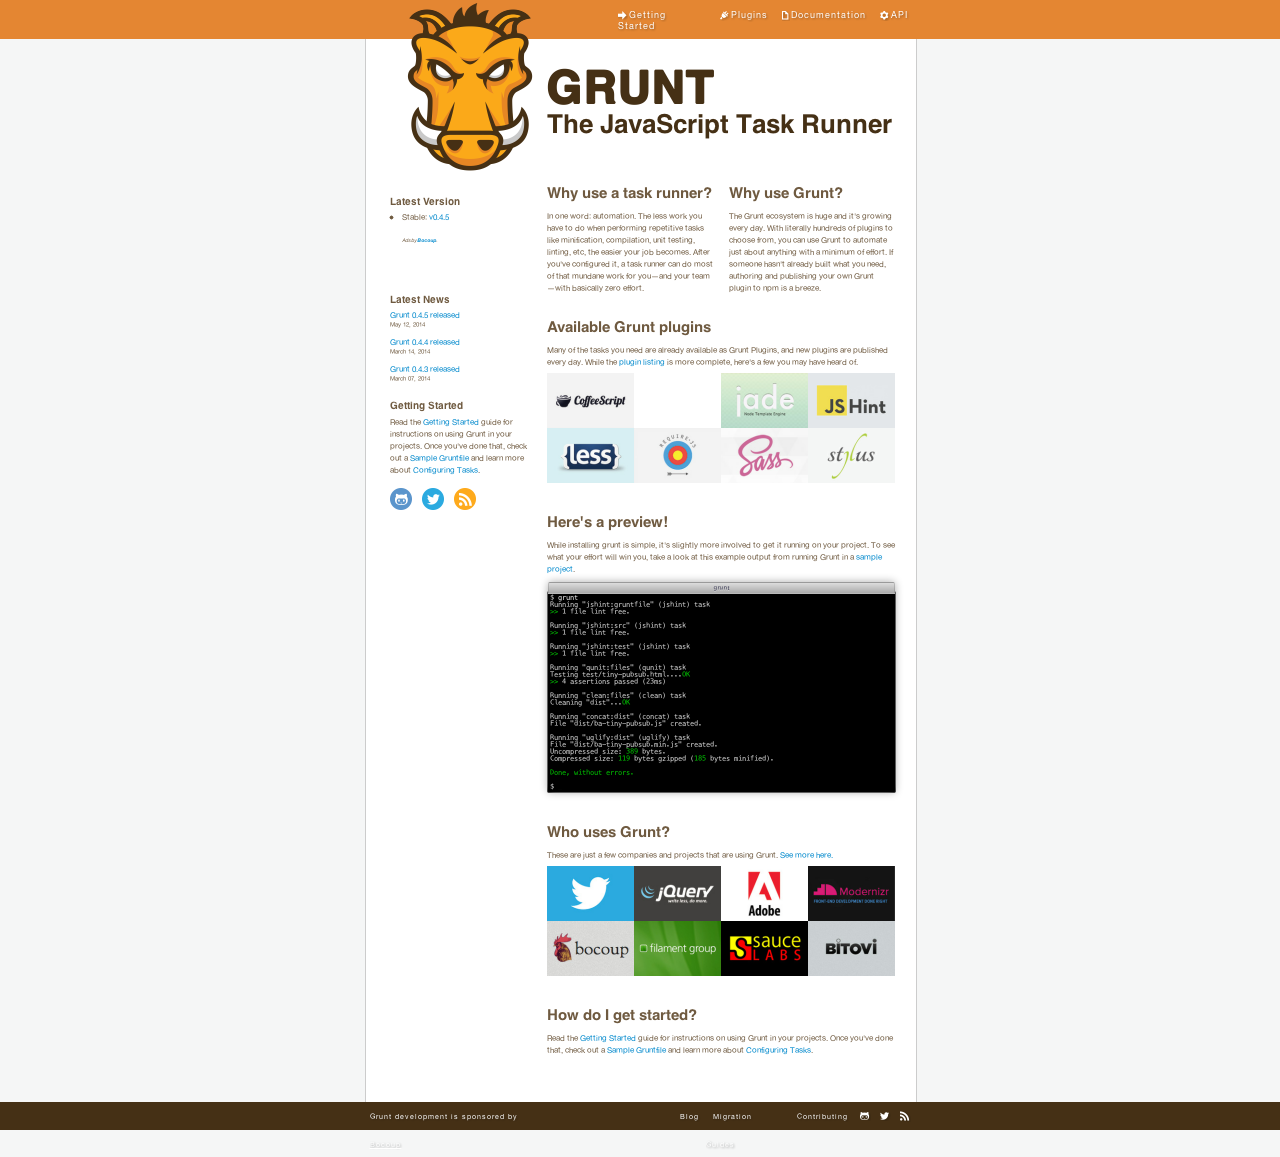 Getting
Started
Plugins
Documentation
API
GRUNT
The JavaScript Task Runner
Latest Version
Stable: v0.4.5
Ads by Bocoup.
Latest News
Grunt 0.4.5 released
May 12, 2014
Grunt 0.4.4 released
March 14, 2014
Grunt 0.4.3 released
March 07, 2014
Getting Started
Read the Getting Started guide for
instructions on using Grunt in your
projects. Once you've done that, check
out a Sample Gruntfile and learn more
about Configuring Tasks.
Why use a task runner?
In one word: automation. The less work you
have to do when performing repetitive tasks
like minification, compilation, unit testing,
linting, etc, the easier your job becomes. After
you've configured it, a task runner can do most
of that mundane work for you—and your team
—with basically zero effort.
Why use Grunt?
The Grunt ecosystem is huge and it's growing
every day. With literally hundreds of plugins to
choose from, you can use Grunt to automate
just about anything with a minimum of effort. If
someone hasn't already built what you need,
authoring and publishing your own Grunt
plugin to npm is a breeze.
Available Grunt plugins
Many of the tasks you need are already available as Grunt Plugins, and new plugins are published
every day. While the plugin listing is more complete, here's a few you may have heard of.
CoffeeScript
jade
Node Template Engine
JSHint
{less}
REQUIRE.JS
Sass
stylus
Here's a preview!
While installing grunt is simple, it's slightly more involved to get it running on your project. To see
what your effort will win you, take a look at this example output from running Grunt in a sample
project.
grunt
$ grunt
Running "jshint:gruntfile" (jshint) task
>> 1 file lint free.
Running "jshint:src" (jshint) task
>> 1 file lint free.
Running "jshint:test" (jshint) task
>> 1 file lint free.
Running "qunit:files" (qunit) task
Testing test/tiny-pubsub.html....OK
>> 4 assertions passed (23ms)
Running "clean:files" (clean) task
Cleaning "dist"...OK
Running "concat:dist" (concat) task
File "dist/ba-tiny-pubsub.js" created.
Running "uglify:dist" (uglify) task
File "dist/ba-tiny-pubsub.min.js" created.
Uncompressed size: 389 bytes.
Compressed size: 119 bytes gzipped (185 bytes minified).
Done, without errors.
$
Who uses Grunt?
These are just a few companies and projects that are using Grunt. See more here.
jQuery
write less, do more.
Adobe
Modernizr
FRONT-END DEVELOPMENT DONE RIGHT
bocoup
filament group
SAUCE
LABS
BiTOVi
How do I get started?
Read the Getting Started guide for instructions on using Grunt in your projects. Once you've done
that, check out a Sample Gruntfile and learn more about Configuring Tasks.
Grunt development is sponsored by
Blog
Migration
Contributing
Bocoup
Guides